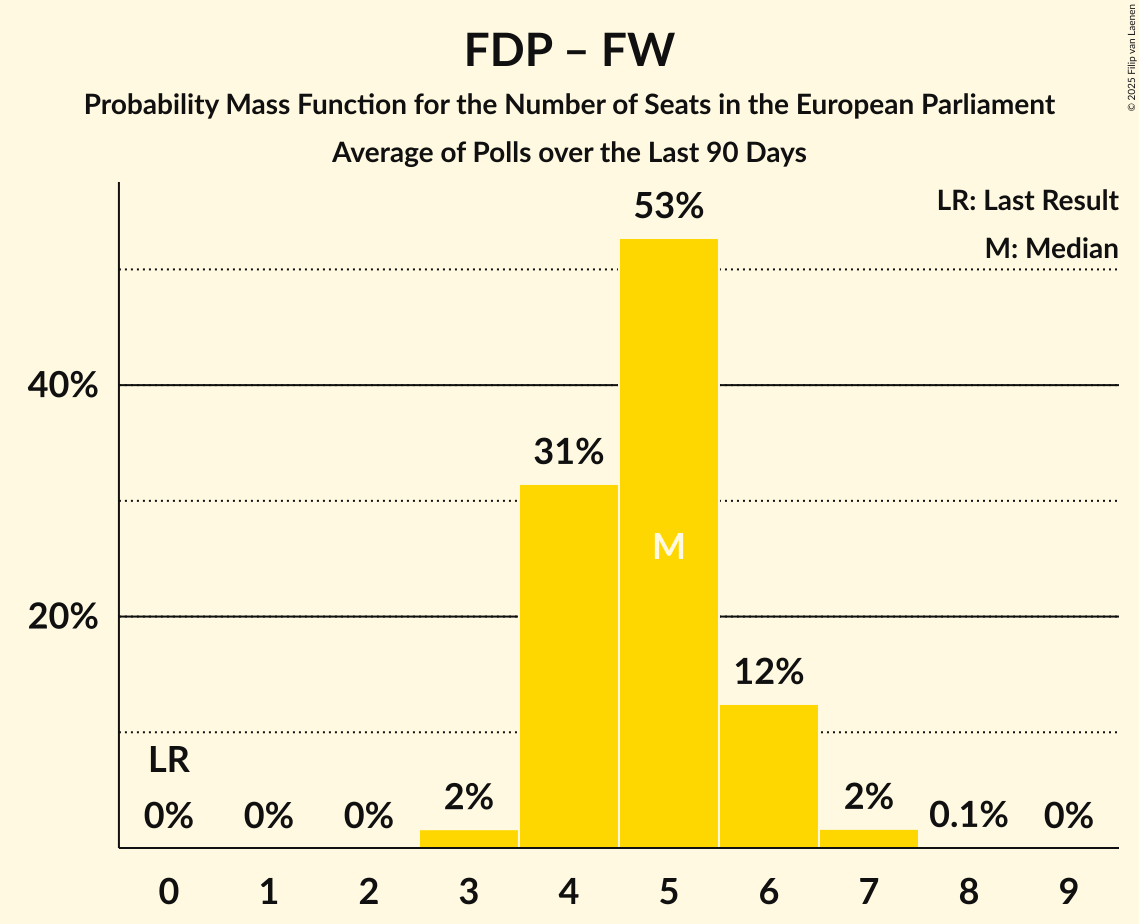 FDP – FW
Probability Mass Function for the Number of Seats in the European Parliament
Average of Polls over the Last 90 Days
© 2025 Filip van Laenen
LR: Last Result
M: Median
53%
40%
31%
M
20%
12%
LR
0%
0%
0%
2%
2%
0.1%
0%
0
1
2
3
4
5
6
7
8
9